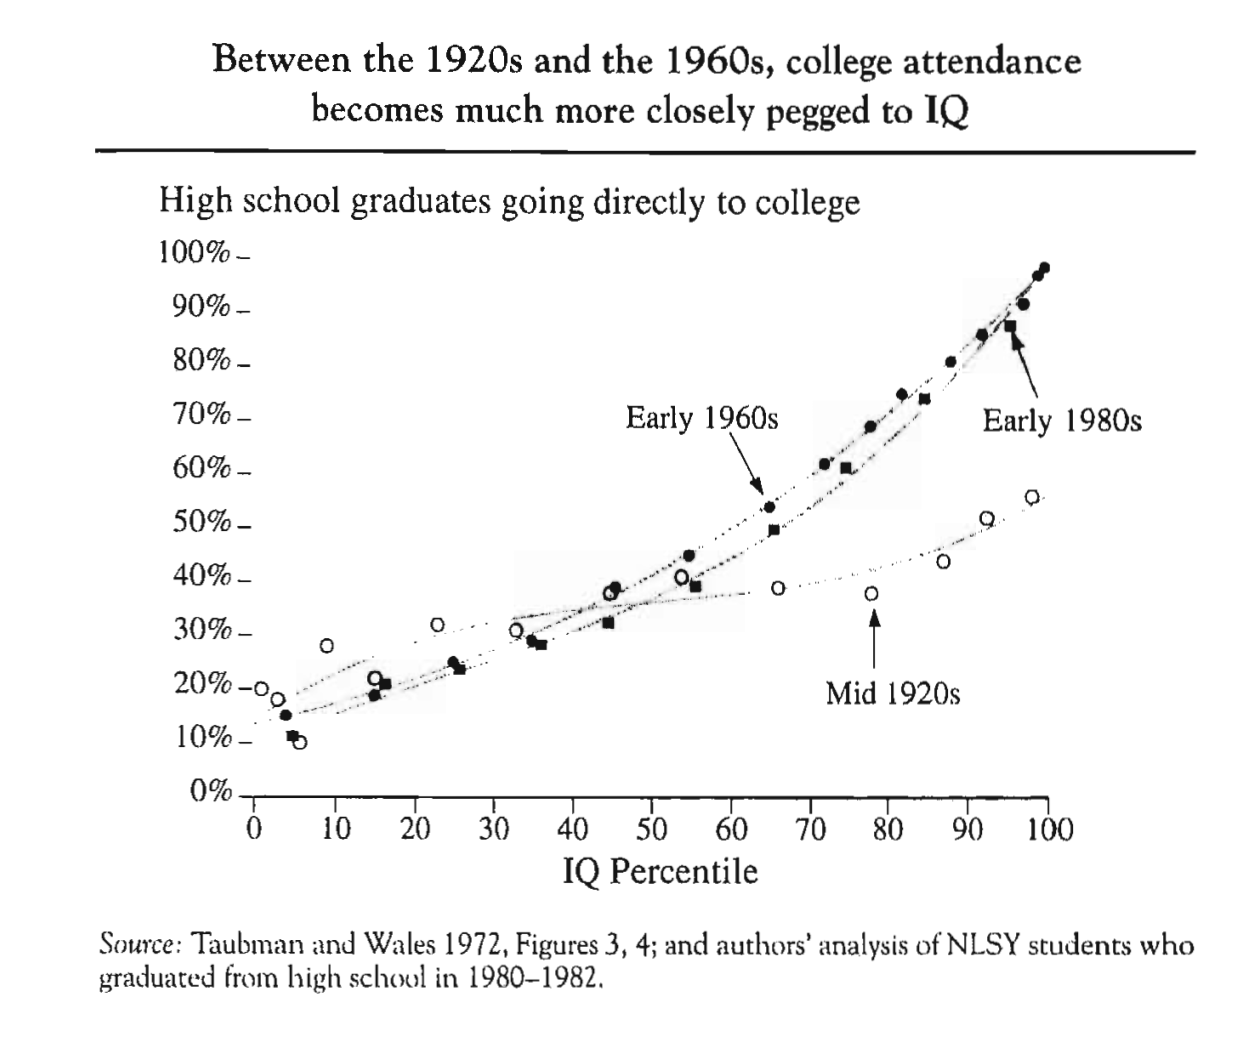 Between the 1920s and the 1960s, college attendance
becomes much more closely pegged to IQ
High school graduates going directly to college
100%
90%
80%
70%
60%
50%
40%
30%
20%
10%
0%
Early 1960s
Early 1980s
Mid 1920s
0 10 20 30 40 50 60 70 80 90 100
IQ Percentile
Source: Taubman and Wales 1972, Figures 3, 4; and authors' analysis of NLSY students who
graduated from high school in 1980–1982.